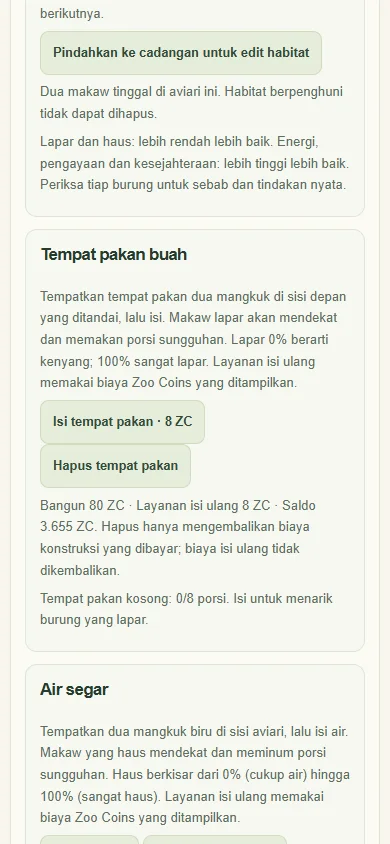 berikutnya.
Pindahkan ke cadangan untuk edit habitat
Dua makaw tinggal di aviari ini. Habitat berpenghuni
tidak dapat dihapus.
Lapar dan haus: lebih rendah lebih baik. Energi,
pengayaan dan kesejahteraan: lebih tinggi lebih baik.
Periksa tiap burung untuk sebab dan tindakan nyata.
Tempat pakan buah
Tempatkan tempat pakan dua mangkuk di sisi depan
yang ditandai, lalu isi. Makaw lapar akan mendekat
dan memakan porsi sungguhan. Lapar 0% berarti
kenyang; 100% sangat lapar. Layanan isi ulang
memakai biaya Zoo Coins yang ditampilkan.
Isi tempat pakan · 8 ZC
Hapus tempat pakan
Bangun 80 ZC · Layanan isi ulang 8 ZC · Saldo
3.655 ZC. Hapus hanya mengembalikan biaya
konstruksi yang dibayar; biaya isi ulang tidak
dikembalikan.
Tempat pakan kosong: 0/8 porsi. Isi untuk menarik
burung yang lapar.
Air segar
Tempatkan dua mangkuk biru di sisi aviari, lalu isi air.
Makaw yang haus mendekat dan meminum porsi
sungguhan. Haus berkisar dari 0% (cukup air) hingga
100% (sangat haus). Layanan isi ulang memakai
biaya Zoo Coins yang ditampilkan.